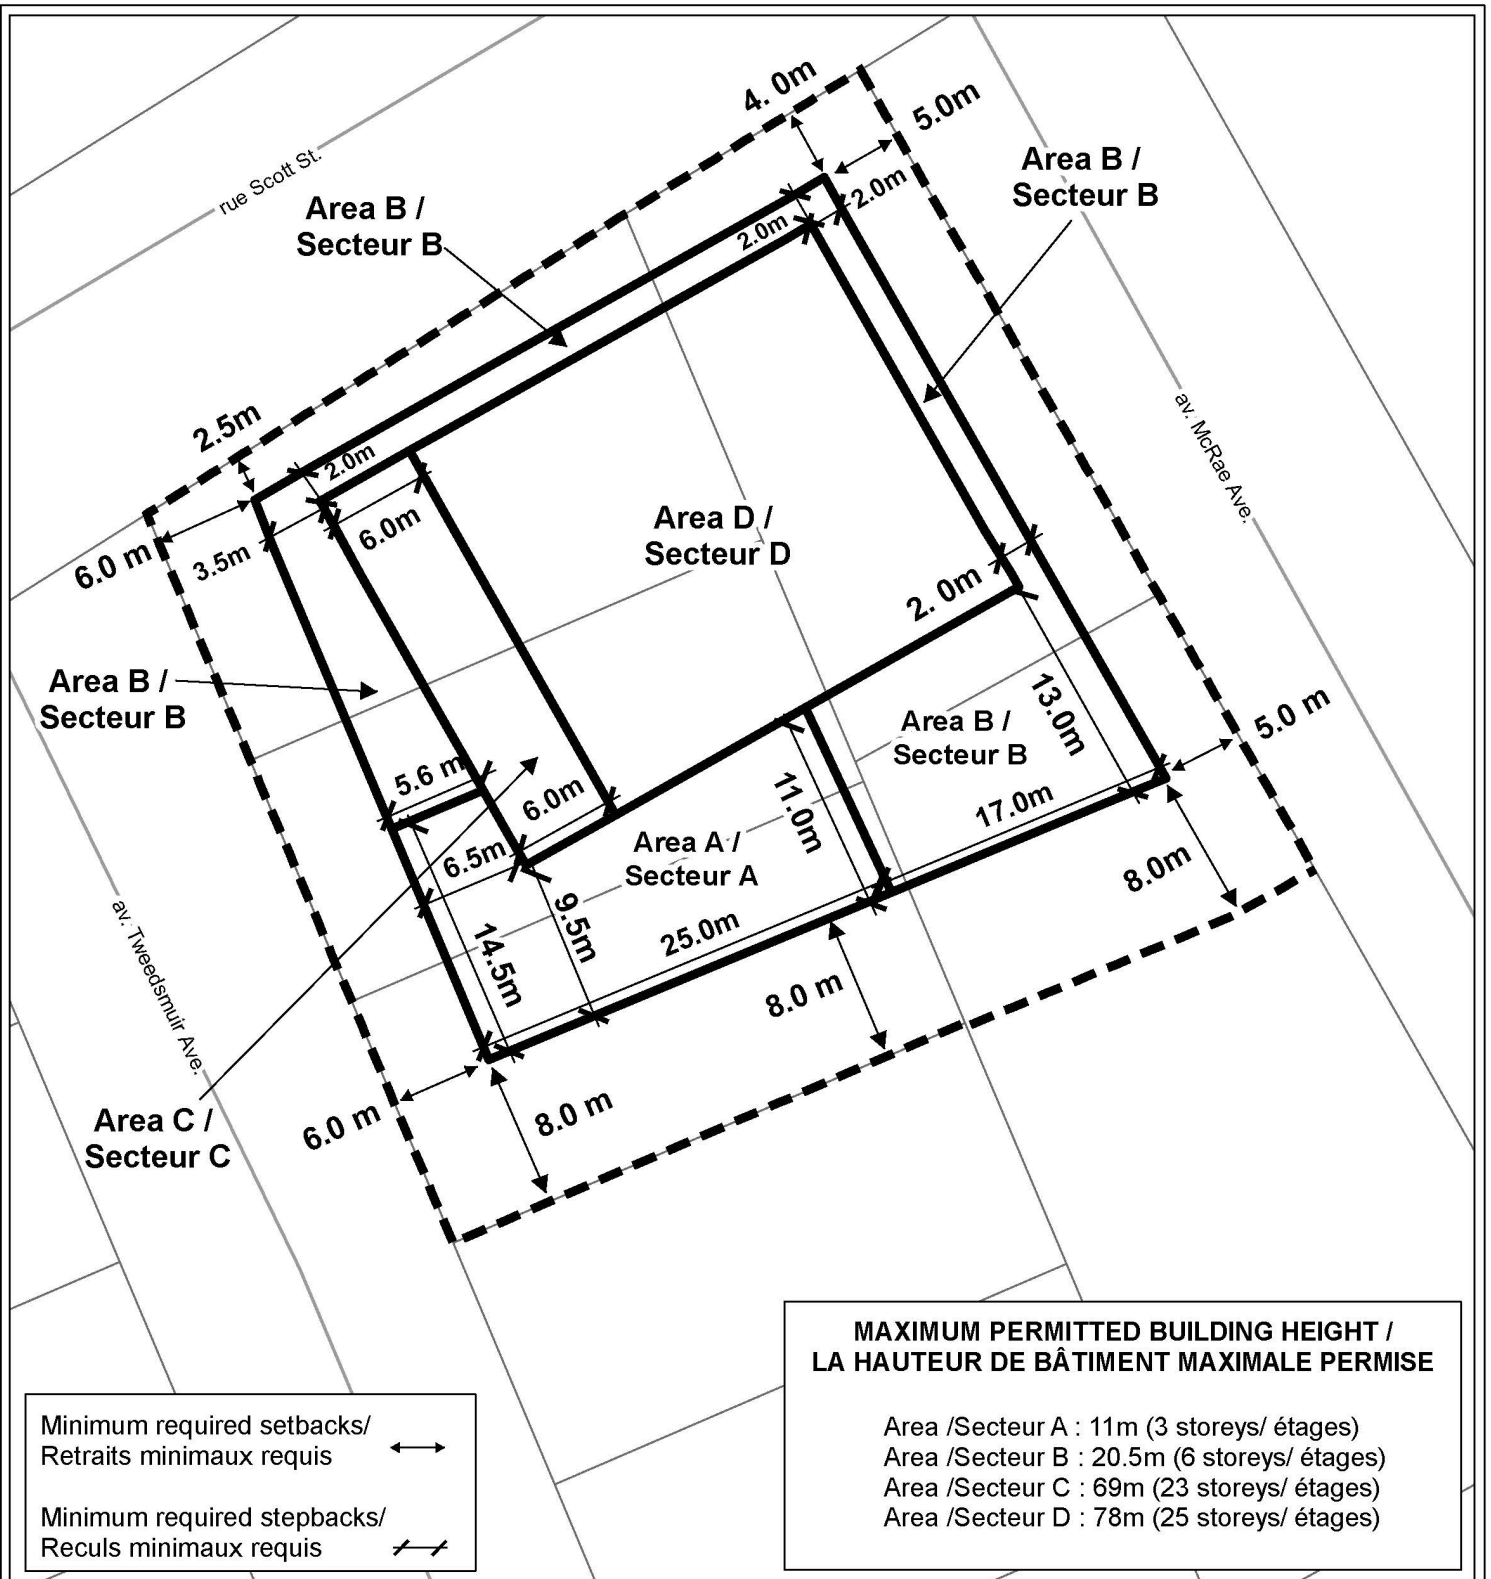 4. 0m
5.0m
rue Scott St.
Area B /
Secteur B
Area B /
Secteur B
2.0m
2.0m
2.5m
2.0m
6.0m
6.0 m
3.5m
av. McRae Ave.
Area D /
Secteur D
2. 0m
Area B /
Secteur B
13.0m
5.0 m
Area B /
Secteur B
5.6 m
6.0m
11.0m
17.0m
6.5m
Area A /
Secteur A
8.0m
9.5m
25.0m
14.5m
8.0 m
av. Tweedsmuir Ave.
Area C /
Secteur C
6.0 m
8.0 m
MAXIMUM PERMITTED BUILDING HEIGHT /
LA HAUTEUR DE BÂTIMENT MAXIMALE PERMISE
Area /Secteur A : 11m (3 storeys/ étages)
Area /Secteur B : 20.5m (6 storeys/ étages)
Area /Secteur C : 69m (23 storeys/ étages)
Area /Secteur D : 78m (25 storeys/ étages)
Minimum required setbacks/
Retraits minimaux requis
Minimum required stepbacks/
Reculs minimaux requis